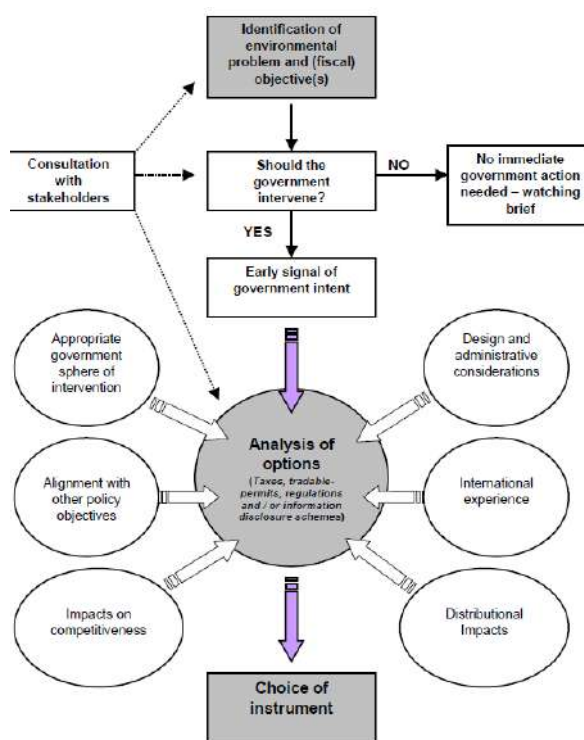 Identification of
environmental
problem and (fiscal)
objective(s)
Consultation
with
stakeholders
Should the
government
intervene?
NO
No immediate
government action
needed – watching
brief
YES
Early signal of
government intent
Appropriate
government
sphere of
intervention
Design and
administrative
considerations
Analysis of
options
(Taxes, tradable-
permits, regulations
and / or information
disclosure schemes)
Alignment with
other policy
objectives
International
experience
Impacts on
competitiveness
Distributional
Impacts
Choice of
instrument